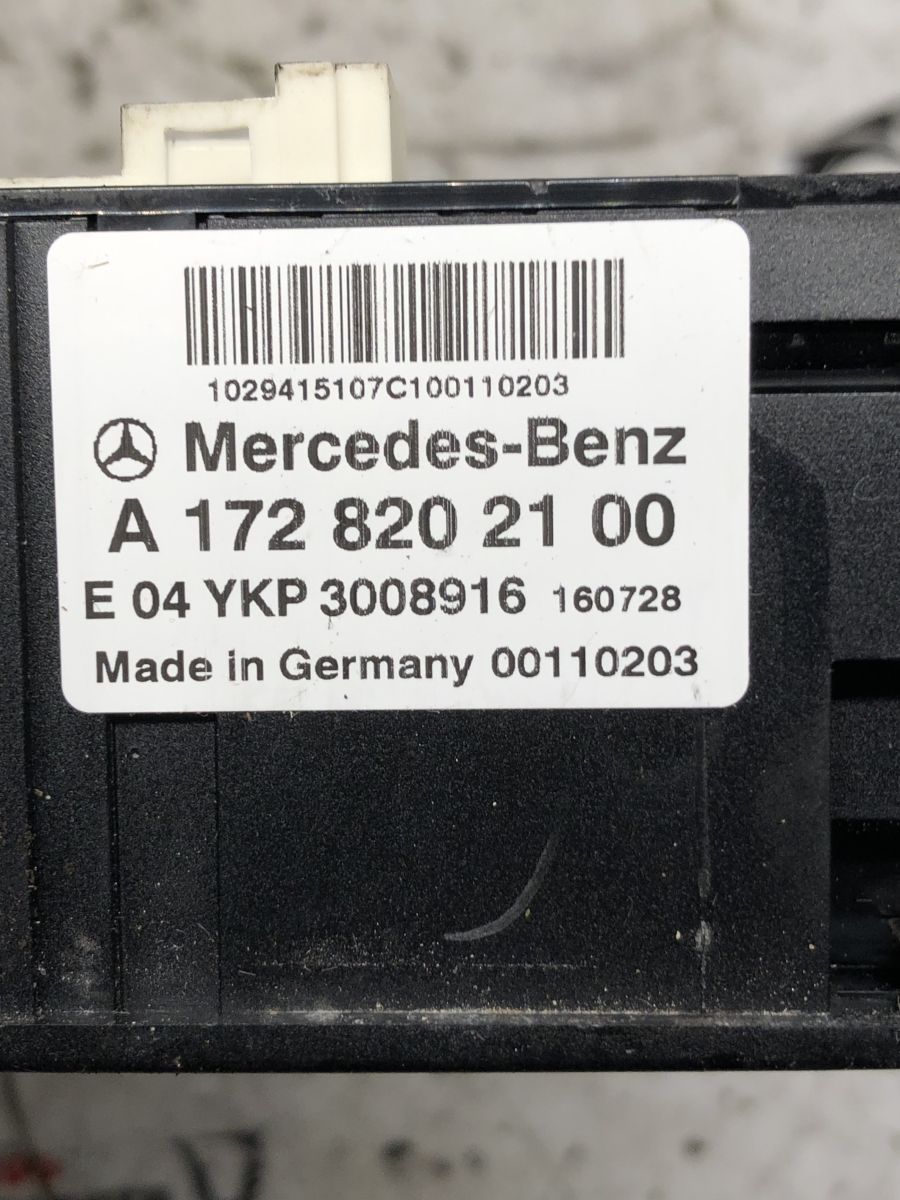 1029415107C100110203
Mercedes-Benz
A 172 820 21 00
E 04 YKP 3008916 160728
Made in Germany 00110203